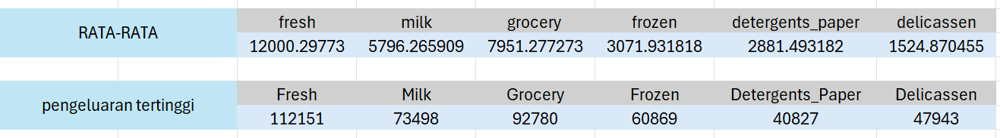 RATA-RATA
fresh milk grocery frozen detergents_paper delicassen
12000.29773 5796.265909 7951.277273 3071.931818 2881.493182 1524.870455
pengeluaran tertinggi
Fresh Milk Grocery Frozen Detergents_Paper Delicassen
112151 73498 92780 60869 40827 47943